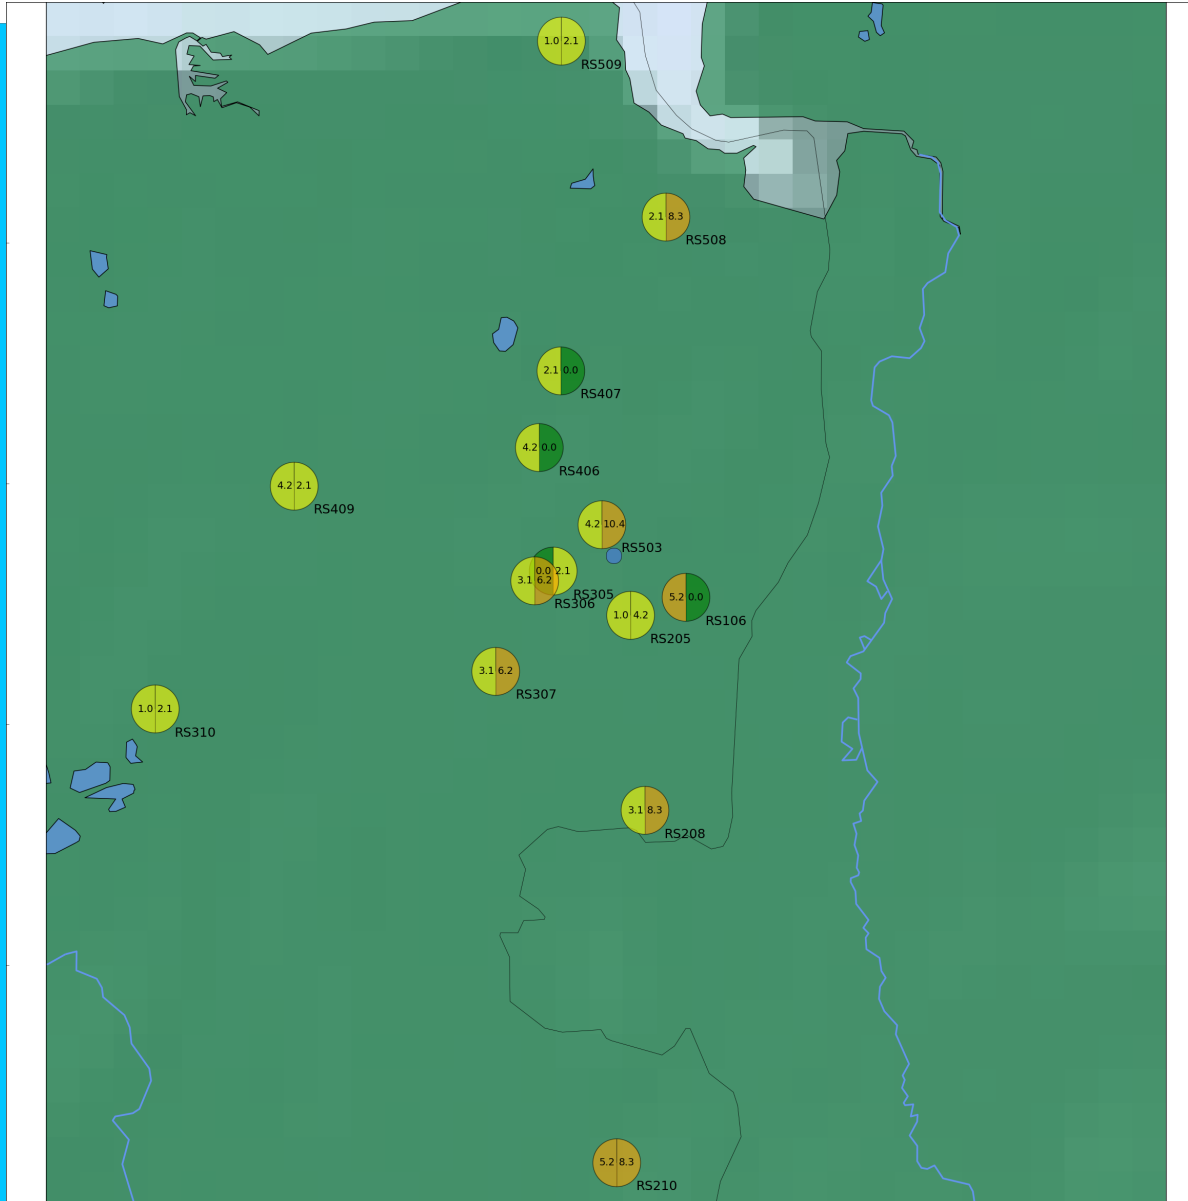 1.0 2.1
RS509
2.1 8.3
RS508
2.1 0.0
RS407
4.2 0.0
RS406
4.2 2.1
RS409
4.2 10.4
RS503
0.0 2.1
RS305
3.1 6.2
RS306
5.2 0.0
RS106
1.0 4.2
RS205
3.1 6.2
RS307
1.0 2.1
RS310
3.1 8.3
RS208
5.2 8.3
RS210